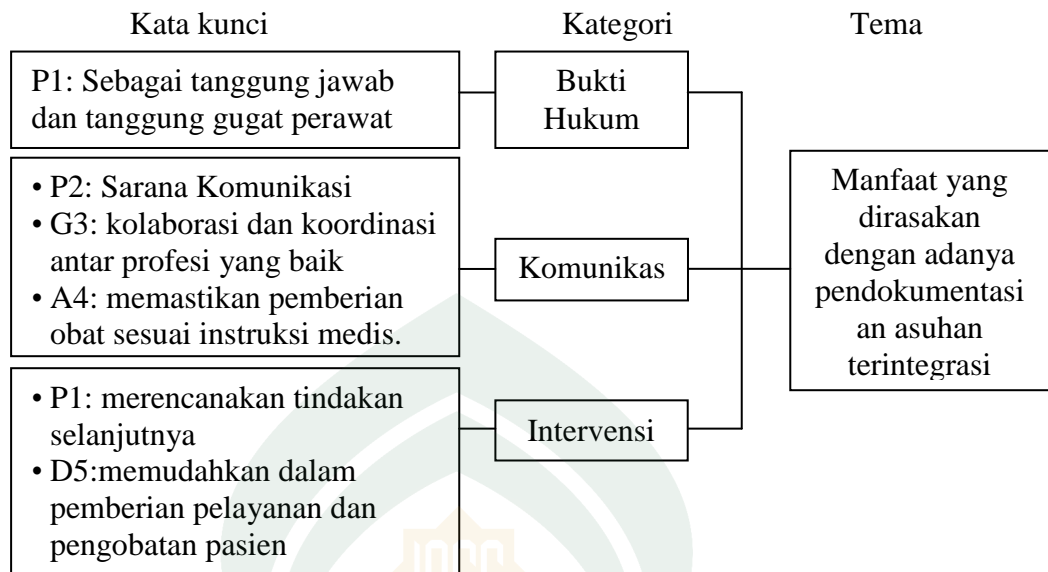 Kata kunci
Kategori
Tema
P1: Sebagai tanggung jawab
dan tanggung gugat perawat
Bukti
Hukum
• P2: Sarana Komunikasi
• G3: kolaborasi dan koordinasi
antar profesi yang baik
• A4: memastikan pemberian
obat sesuai instruksi medis.
Komunikas
• P1: merencanakan tindakan
selanjutnya
• D5:memudahkan dalam
pemberian pelayanan dan
pengobatan pasien
Intervensi
Manfaat yang
dirasakan
dengan adanya
pendokumentasi
an asuhan
terintegrasi